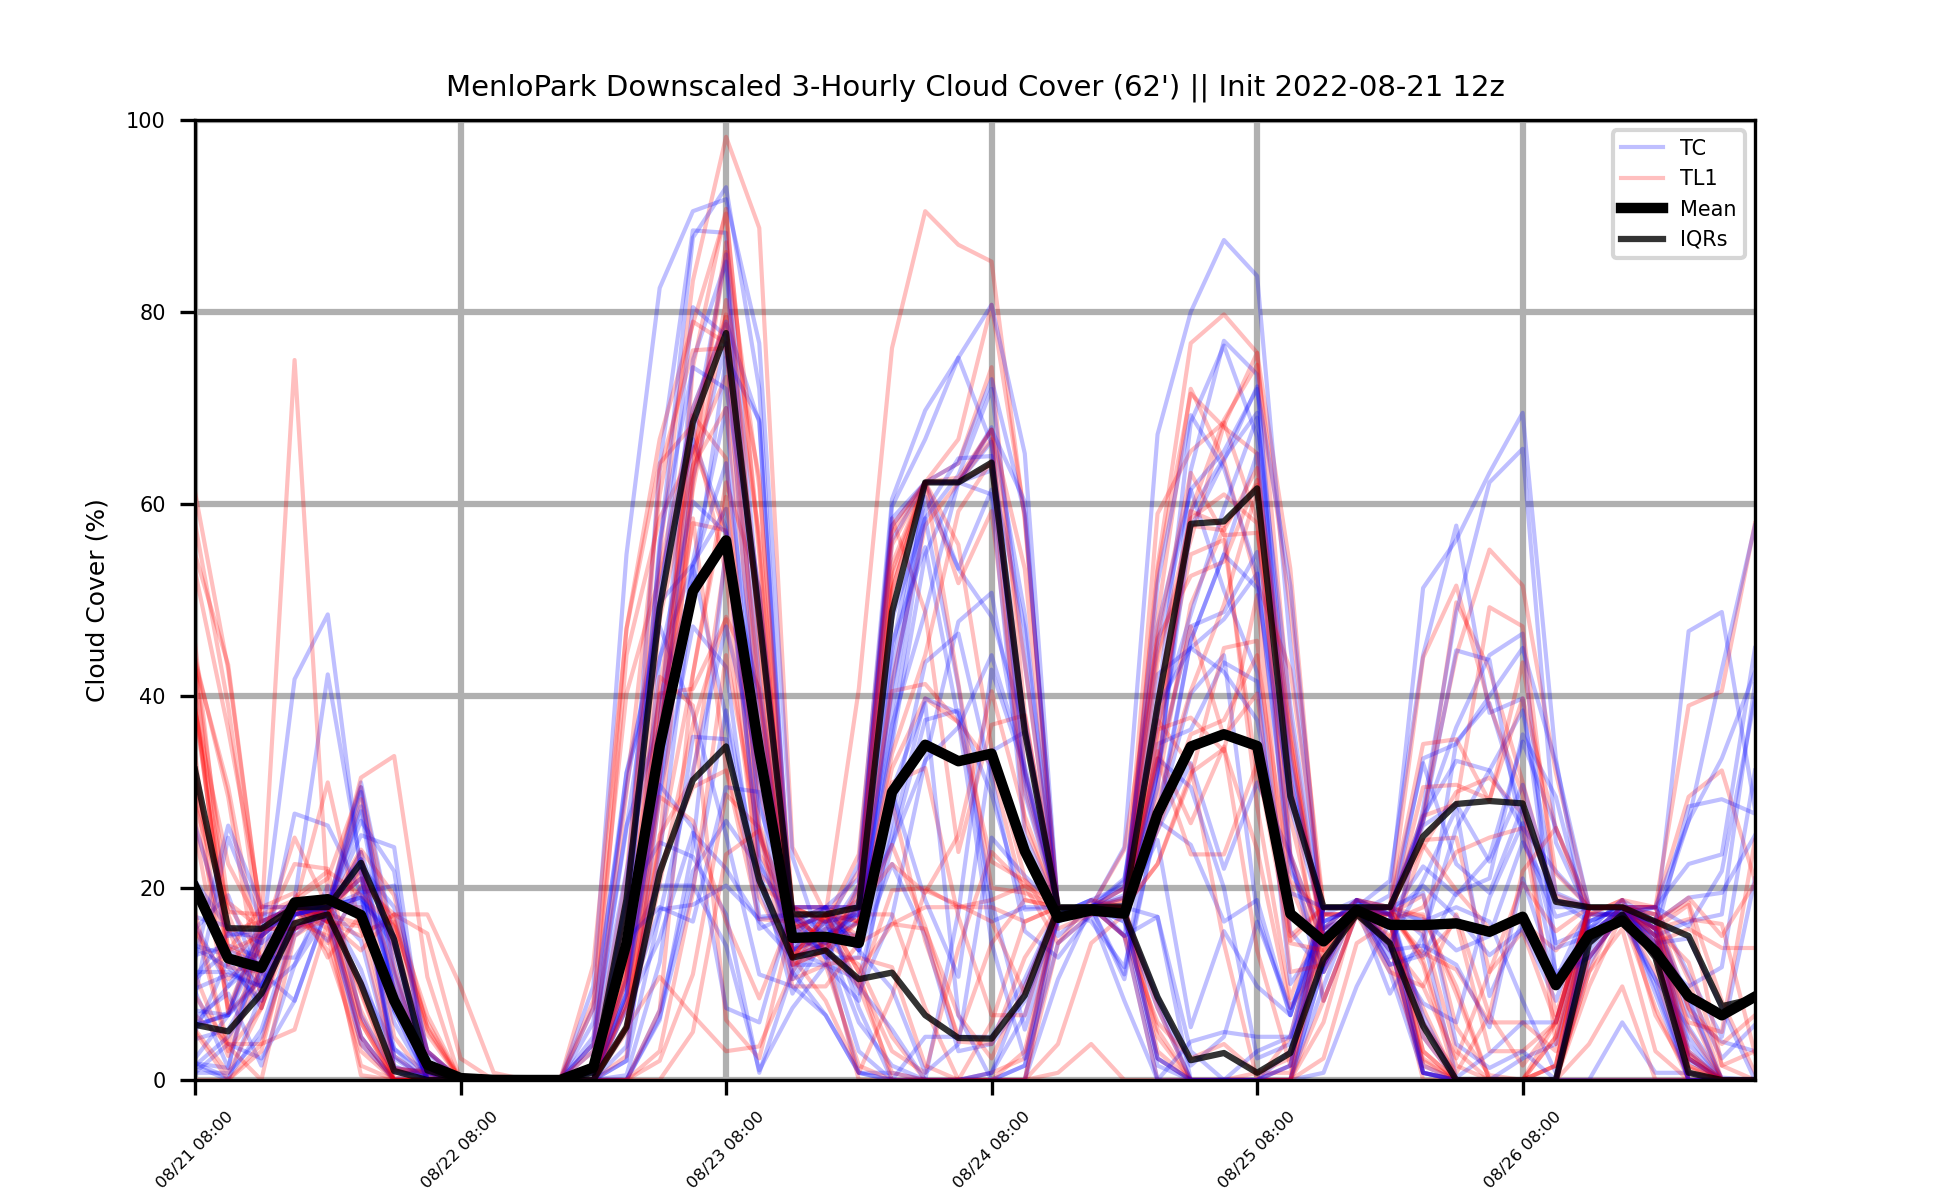 MenloPark Downscaled 3-Hourly Cloud Cover (62') || Init 2022-08-21 12z
100
80
60
40
20
0
Cloud Cover (%)
TC
TL1
Mean
IQRs
08/21 08:00
08/22 08:00
08/23 08:00
08/24 08:00
08/25 08:00
08/26 08:00